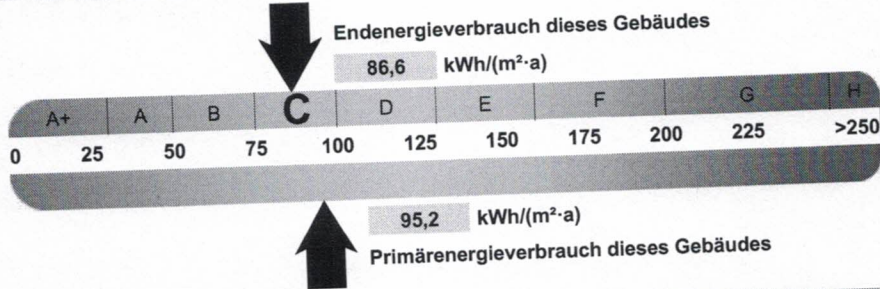 Endenergieverbrauch dieses Gebäudes
86,6 kWh/(m²·a)
A+ A B C D E F G H
0 25 50 75 100 125 150 175 200 225 >250
95,2 kWh/(m²·a)
Primärenergieverbrauch dieses Gebäudes